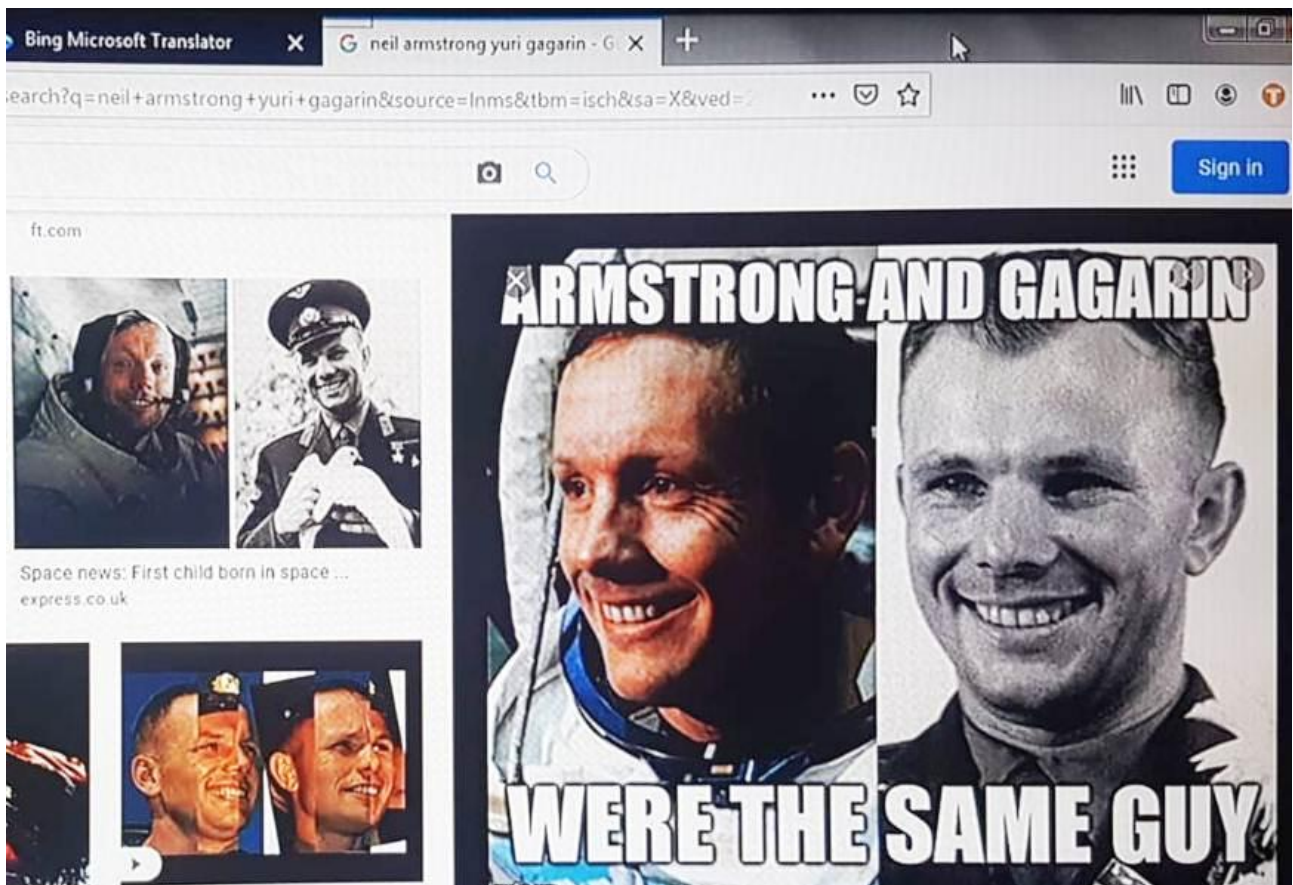 Bing Microsoft Translator
neil armstrong yuri gagarin - G
search?q=neil+armstrong+yuri+gagarin&source=lnms&tbm=isch&sa=X&ved=2
Sign in
ft.com
ARMSTRONG AND GAGARIN
Space news: First child born in space ...
express.co.uk
WERE THE SAME GUY